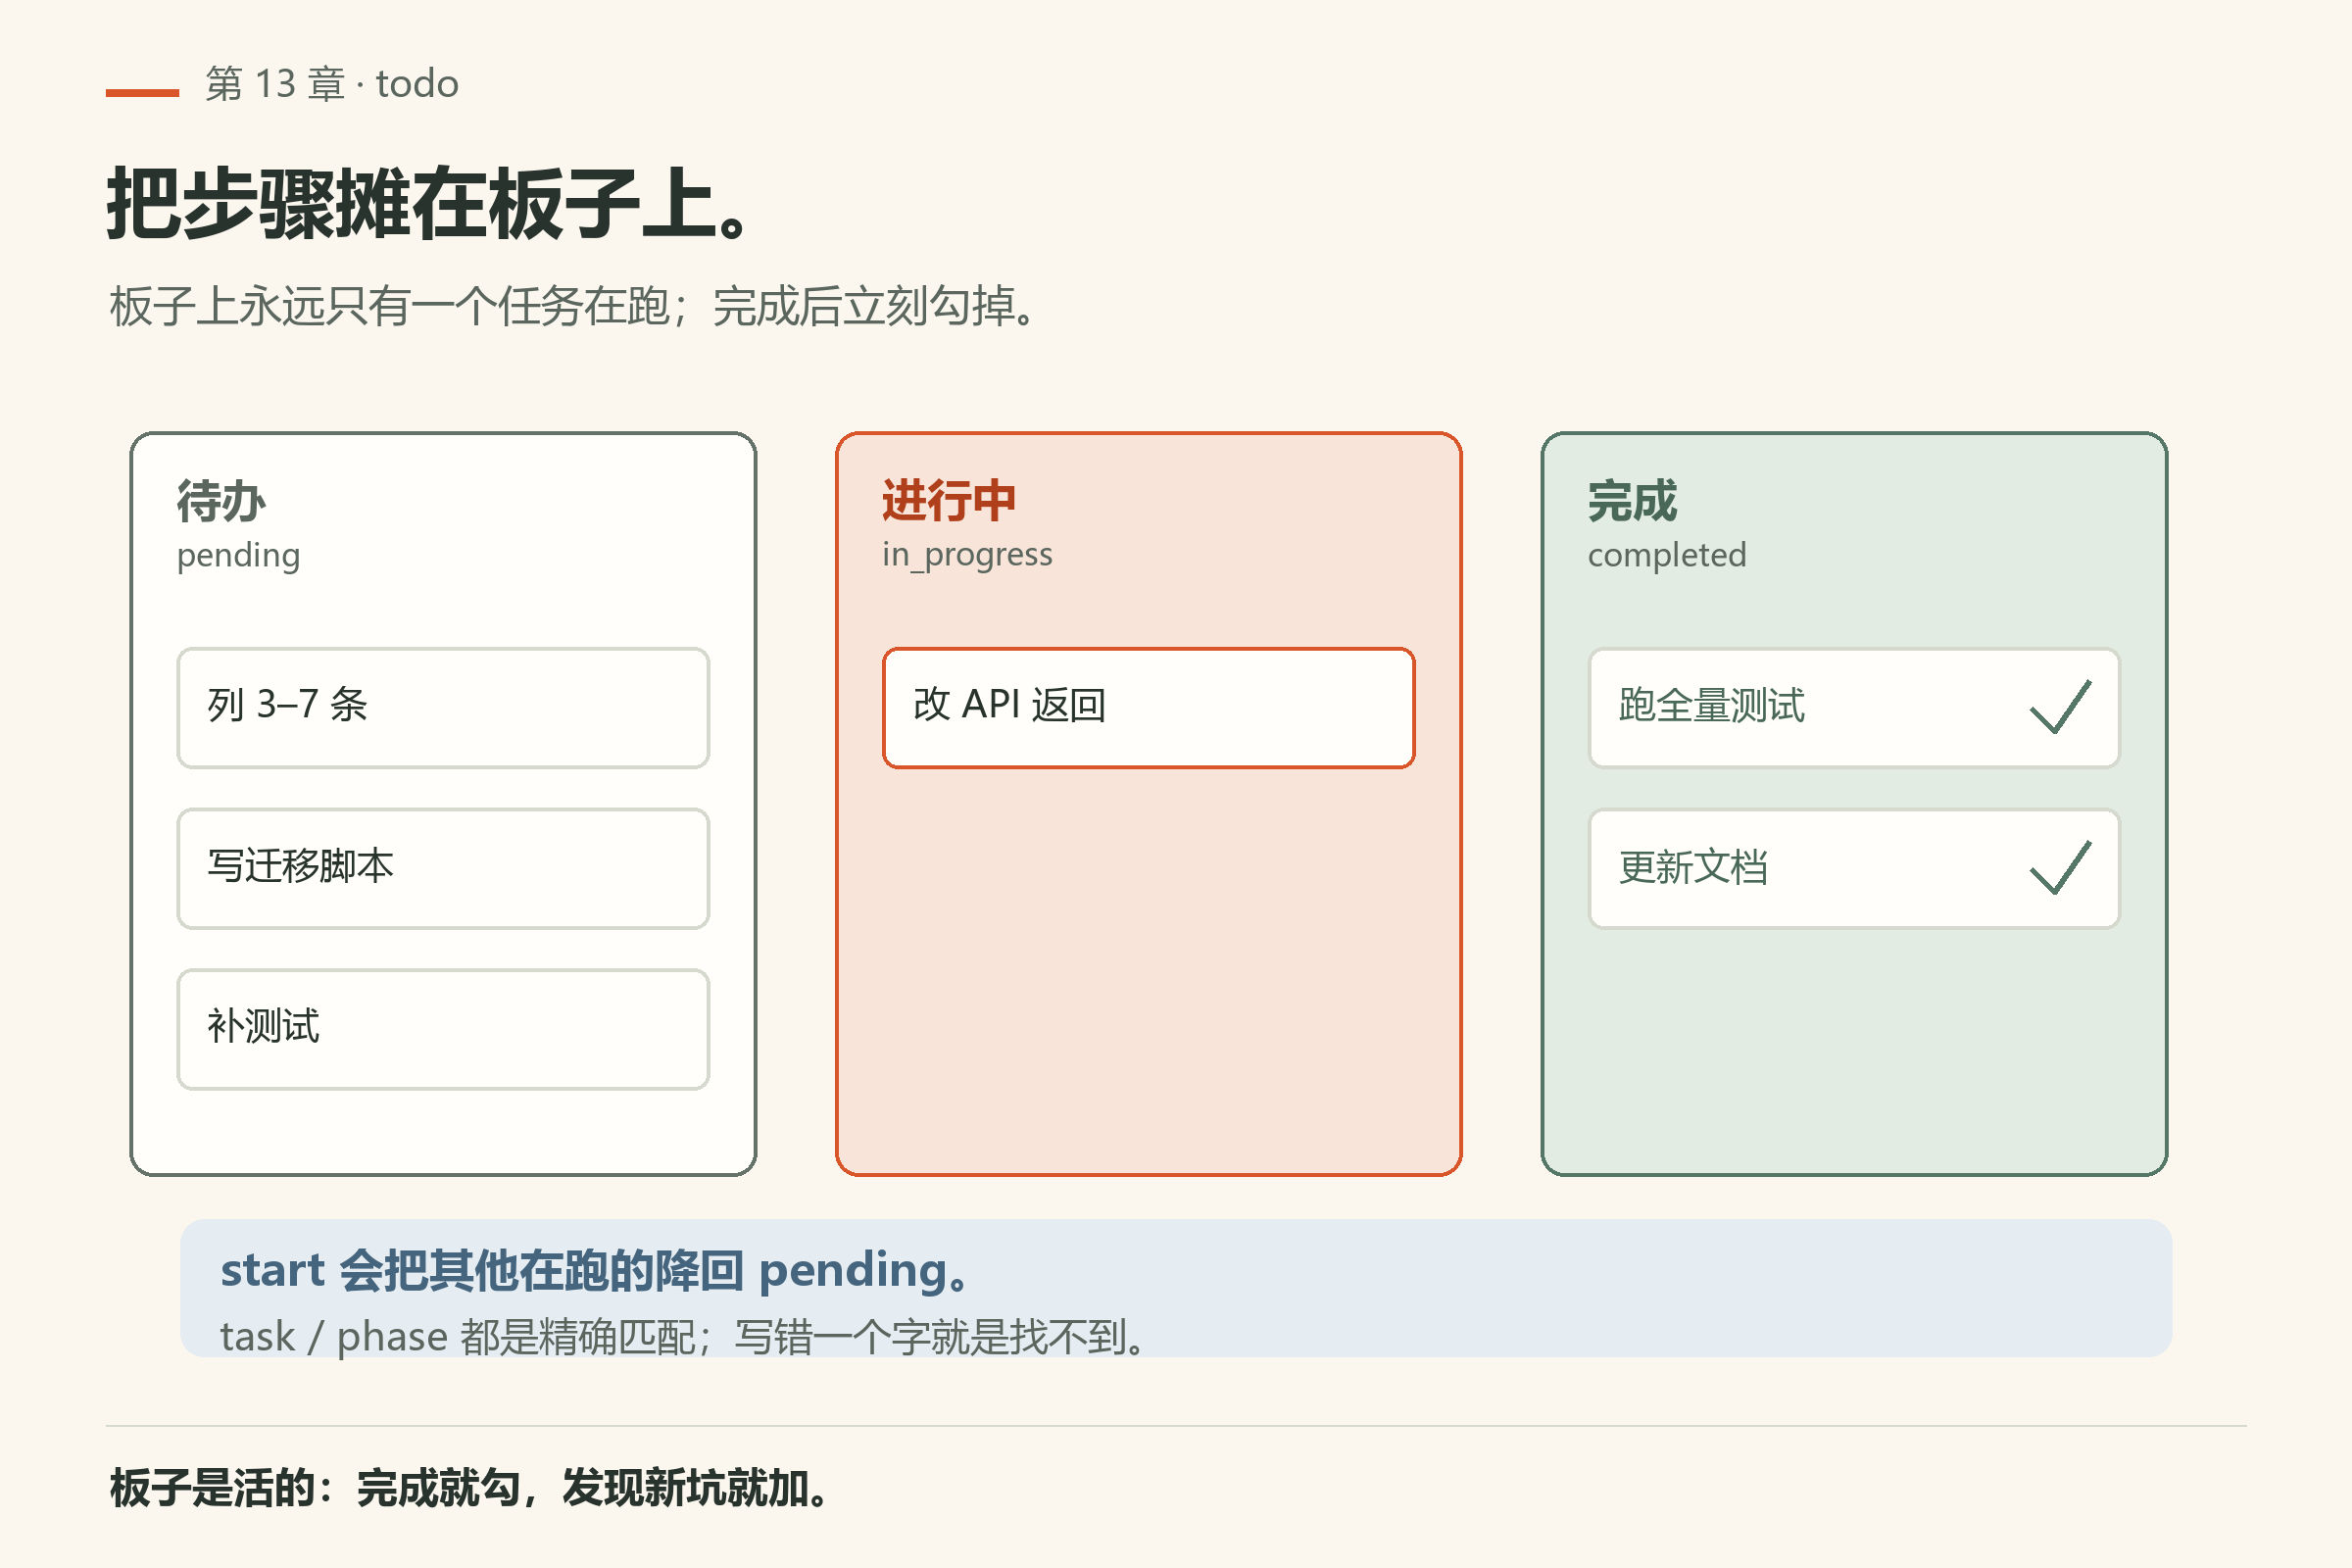 第 13 章 · todo
把步骤摊在板子上。
板子上永远只有一个任务在跑；完成后立刻勾掉。
待办
pending
列 3–7 条
写迁移脚本
补测试
进行中
in_progress
改 API 返回
完成
completed
跑全量测试
更新文档
start 会把其他在跑的降回 pending。
task / phase 都是精确匹配；写错一个字就是找不到。
板子是活的：完成就勾，发现新坑就加。